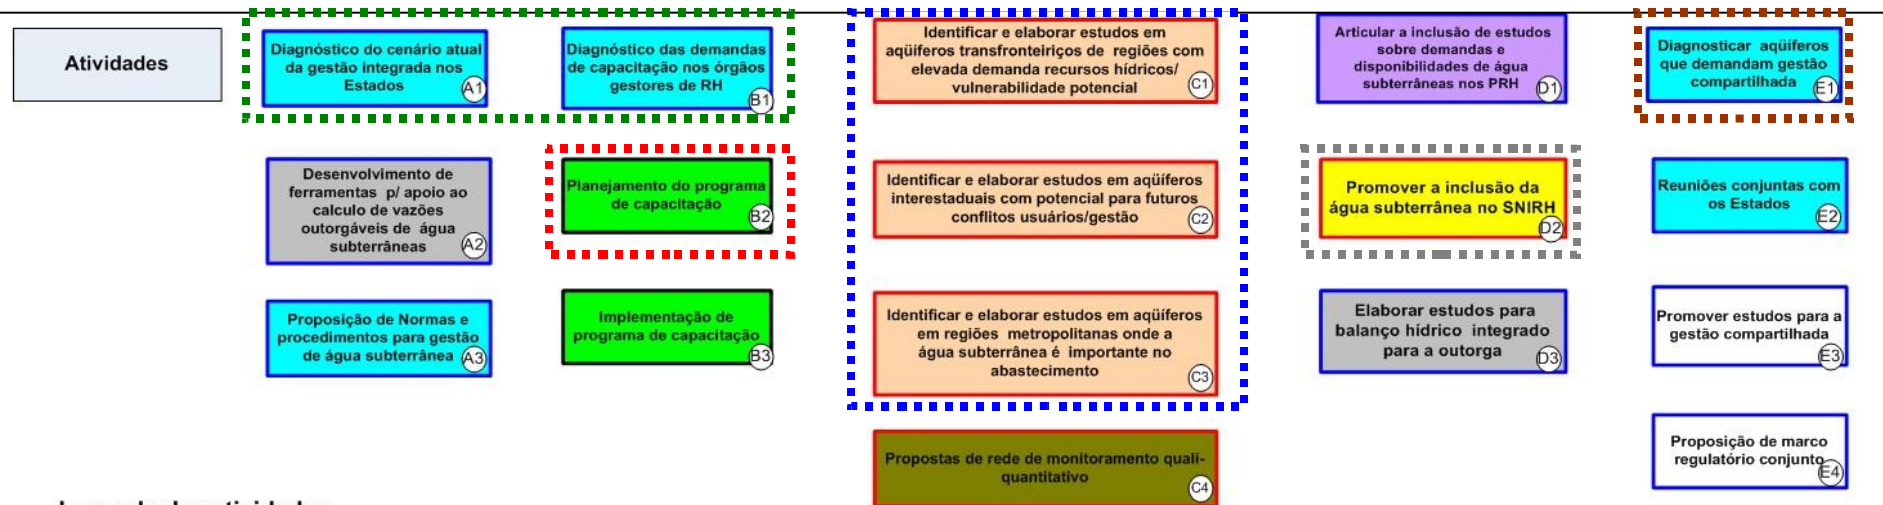 Atividades
Diagnóstico do cenário atual
da gestão integrada nos
Estados
A1
Diagnóstico das demandas
de capacitação nos órgãos
gestores de RH
B1
Identificar e elaborar estudos em
aqüíferos transfronteiriços de regiões com
elevada demanda recursos hídricos/
vulnerabilidade potencial
C1
Articular a inclusão de estudos
sobre demandas e
disponibilidades de água
subterrâneas nos PRH
D1
Diagnosticar aqüíferos
que demandam gestão
compartilhada
E1
Desenvolvimento de
ferramentas p/ apoio ao
calculo de vazões
outorgáveis de água
subterrâneas
A2
Planejamento do programa
de capacitação
B2
Identificar e elaborar estudos em aqüíferos
interestaduais com potencial para futuros
conflitos usuários/gestão
C2
Promover a inclusão da
água subterrânea no SNIRH
D2
Reuniões conjuntas com
os Estados
E2
Proposição de Normas e
procedimentos para gestão
de água subterrânea
A3
Implementação de
programa de capacitação
B3
Identificar e elaborar estudos em aqüíferos
em regiões metropolitanas onde a
água subterrânea é importante no
abastecimento
C3
Elaborar estudos para
balanço hídrico integrado
para a outorga
D3
Promover estudos para a
gestão compartilhada
E3
Propostas de rede de monitoramento quali-
quantitativo
C4
Proposição de marco
regulatório conjunto
E4